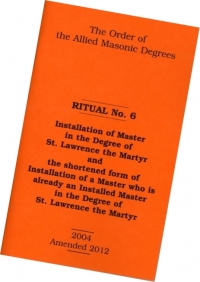 The Order of
the Allied Masonic Degrees
RITUAL No. 6
Installation of Master
in the Degree of
St. Lawrence the Martyr
and
the shortened form of
Installation of a Master who is
already an Installed Master
in the Degree of
St. Lawrence the Martyr
2004
Amended 2012